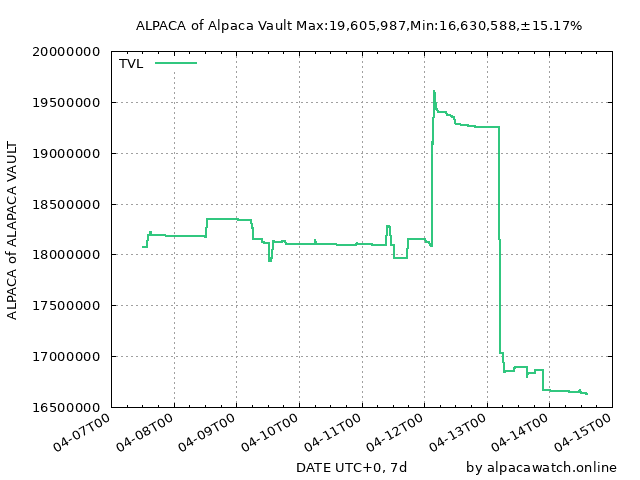 ALPACA of Alpaca Vault Max:19,605,987,Min:16,630,588,±15.17%
20000000
TVL
19500000
19000000
18500000
18000000
17500000
17000000
16500000
ALPACA of ALAPACA VAULT
04-07T00
04-08T00
04-09T00
04-10T00
04-11T00
04-12T00
04-13T00
04-14T00
04-15T00
DATE UTC+0, 7d
by alpacawatch.online